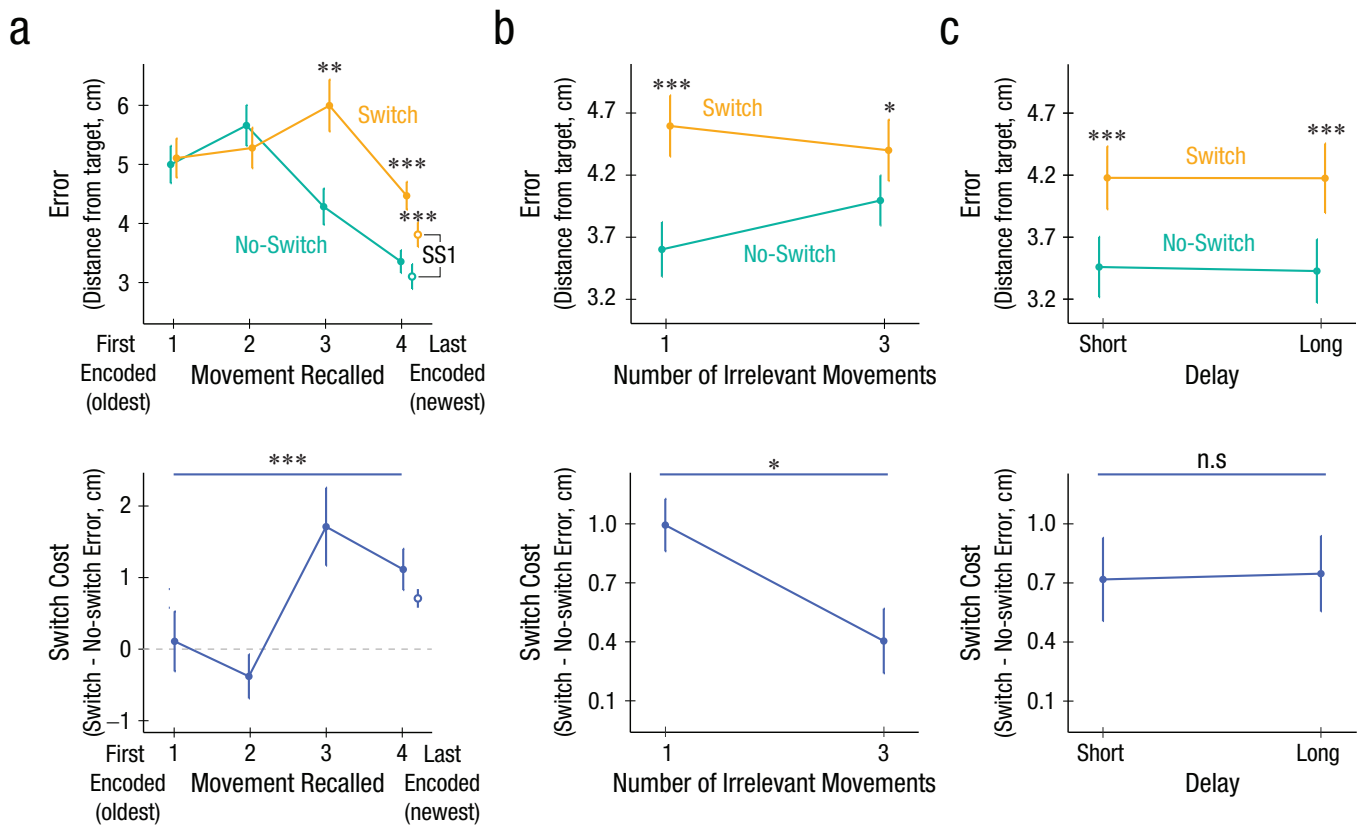 a
Error
(Distance from target, cm)
6
5
4
3
**
Switch
***
***
SS1
No-Switch
1
2
3
4
First
Encoded
(oldest)
Movement Recalled
Last
Encoded
(newest)
b
Error
(Distance from target, cm)
4.7
4.2
3.7
3.2
***
*
Switch
No-Switch
1
3
Number of Irrelevant Movements
c
Error
(Distance from target, cm)
4.7
4.2
3.7
3.2
***
***
Switch
No-Switch
Short
Long
Delay
Switch Cost
(Switch - No-switch Error, cm)
2
1
0
–1
***
1
2
3
4
First
Encoded
(oldest)
Movement Recalled
Last
Encoded
(newest)
Switch Cost
(Switch - No-switch Error, cm)
1.0
0.7
0.4
0.1
*
1
3
Number of Irrelevant Movements
Switch Cost
(Switch - No-switch Error, cm)
1.0
0.7
0.4
0.1
n.s
Short
Long
Delay